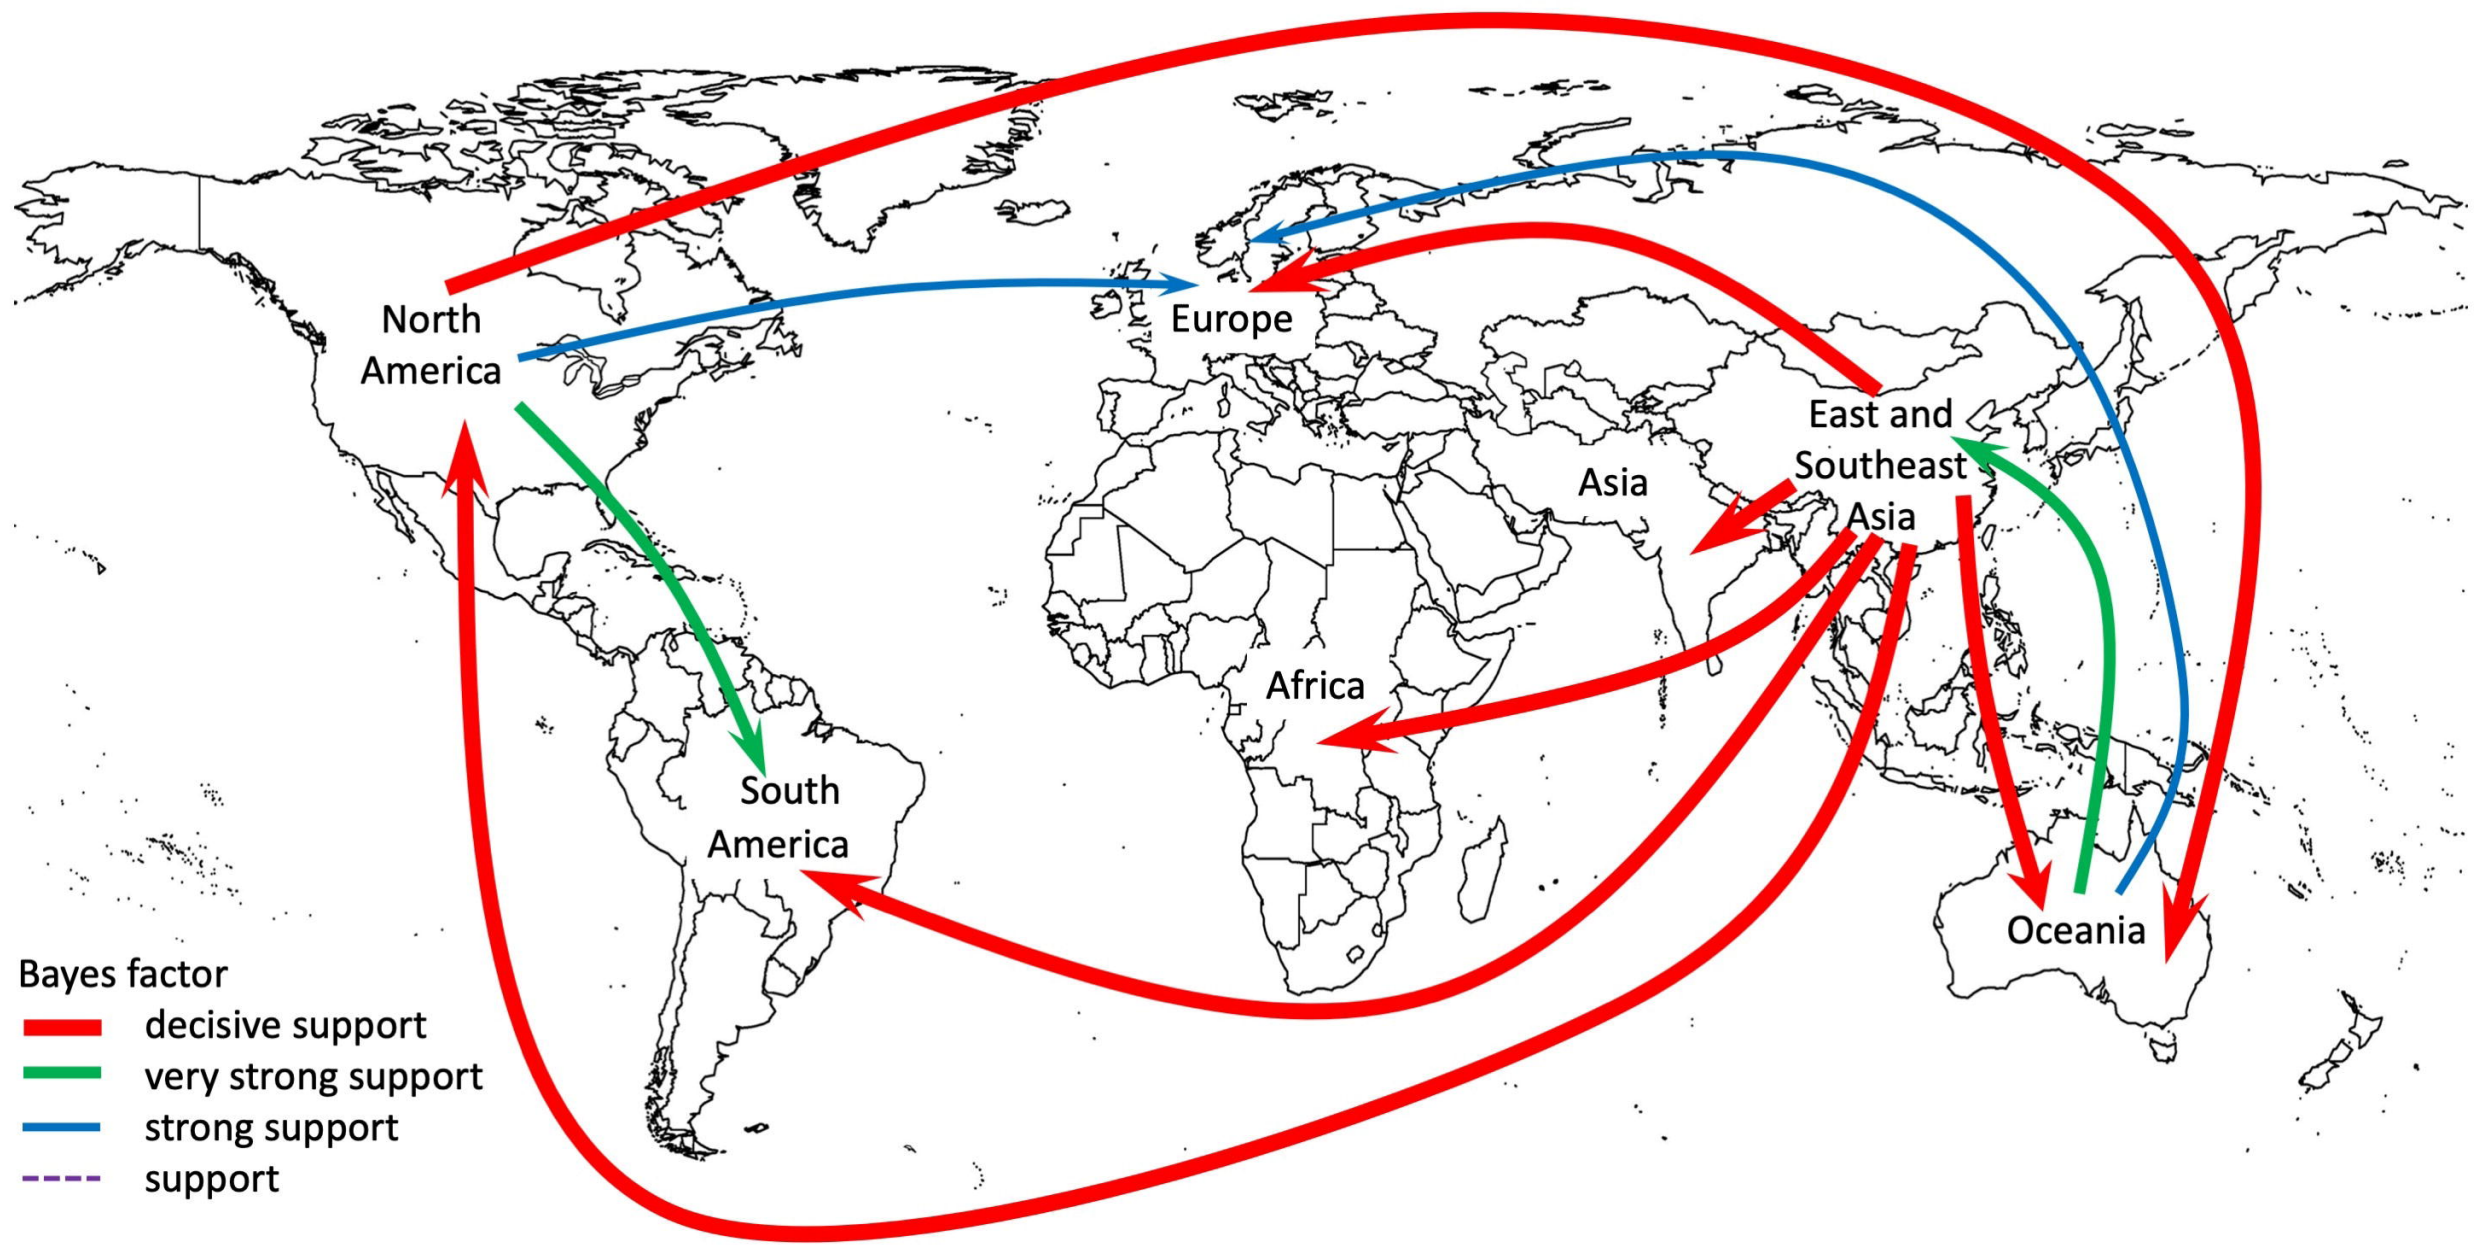 North
America
Europe
East and
Southeast
Asia
Asia
Africa
South
America
Oceania
Bayes factor
decisive support
very strong support
strong support
support